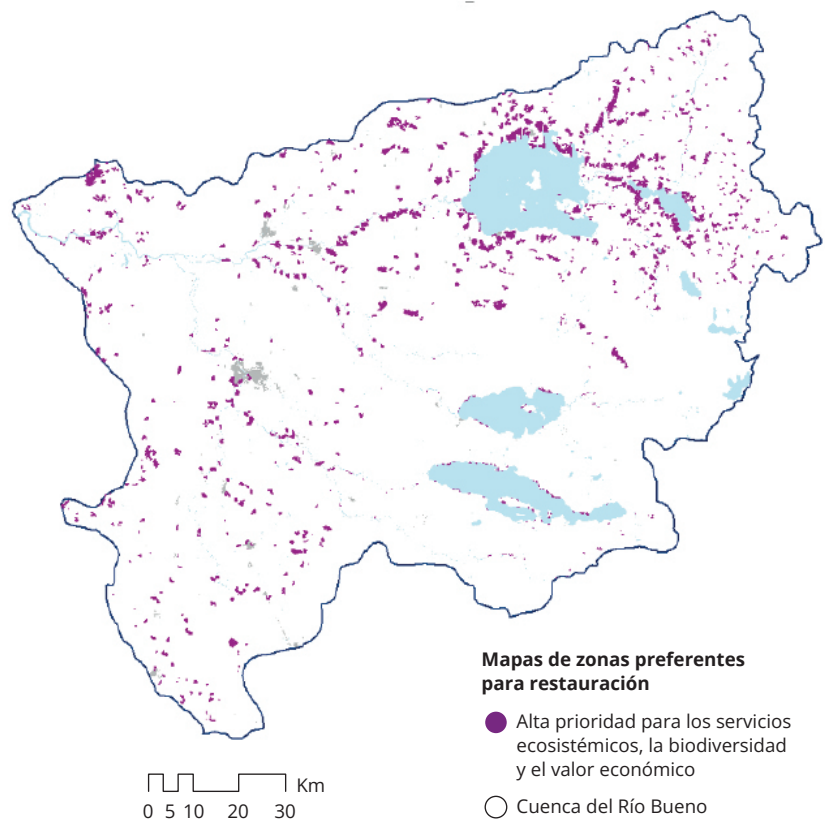 Mapas de zonas preferentes
para restauración
Alta prioridad para los servicios
ecosistémicos, la biodiversidad
y el valor económico
Cuenca del Río Bueno
Km
0 5 10 20 30